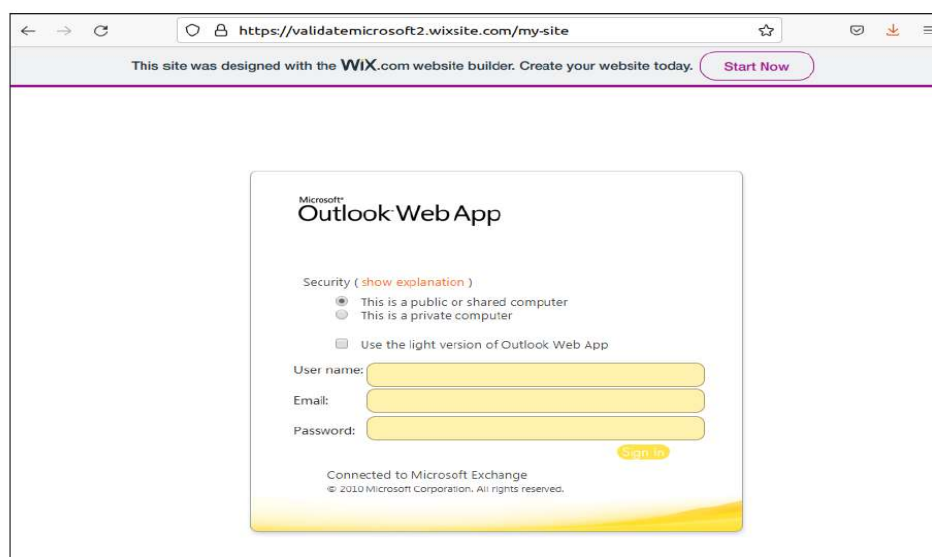 https://validatemicrosoft2.wixsite.com/my-site
This site was designed with the WiX.com website builder. Create your website today. Start Now
Microsoft®
Outlook Web App
Security ( show explanation )
This is a public or shared computer
This is a private computer
Use the light version of Outlook Web App
User name:
Email:
Password:
Sign in
Connected to Microsoft Exchange
© 2010 Microsoft Corporation. All rights reserved.